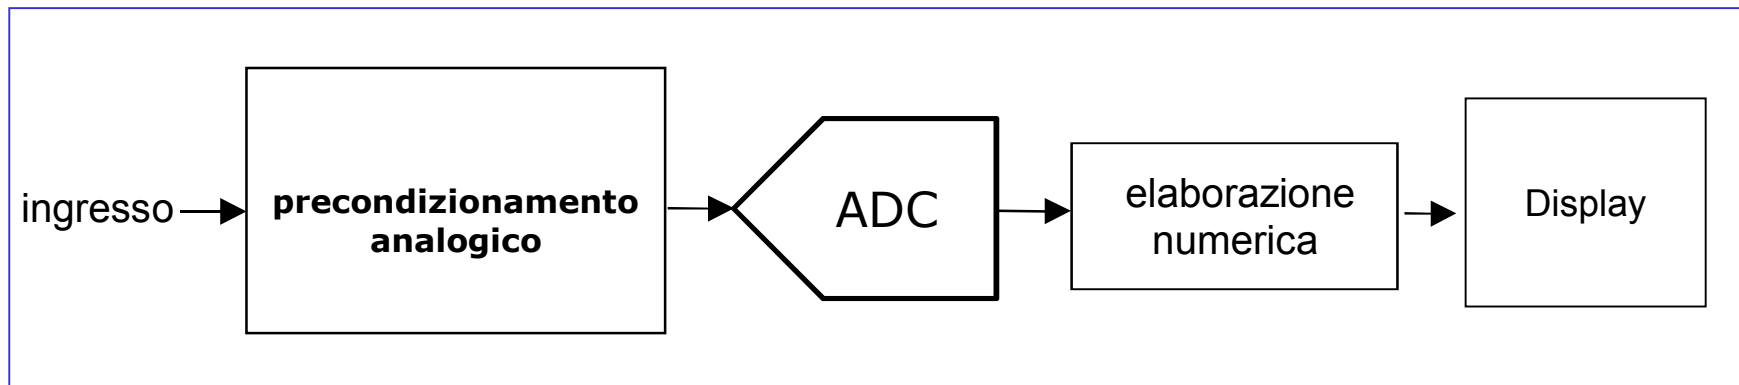 ingresso
precondizionamento
analogico
ADC
elaborazione
numerica
Display